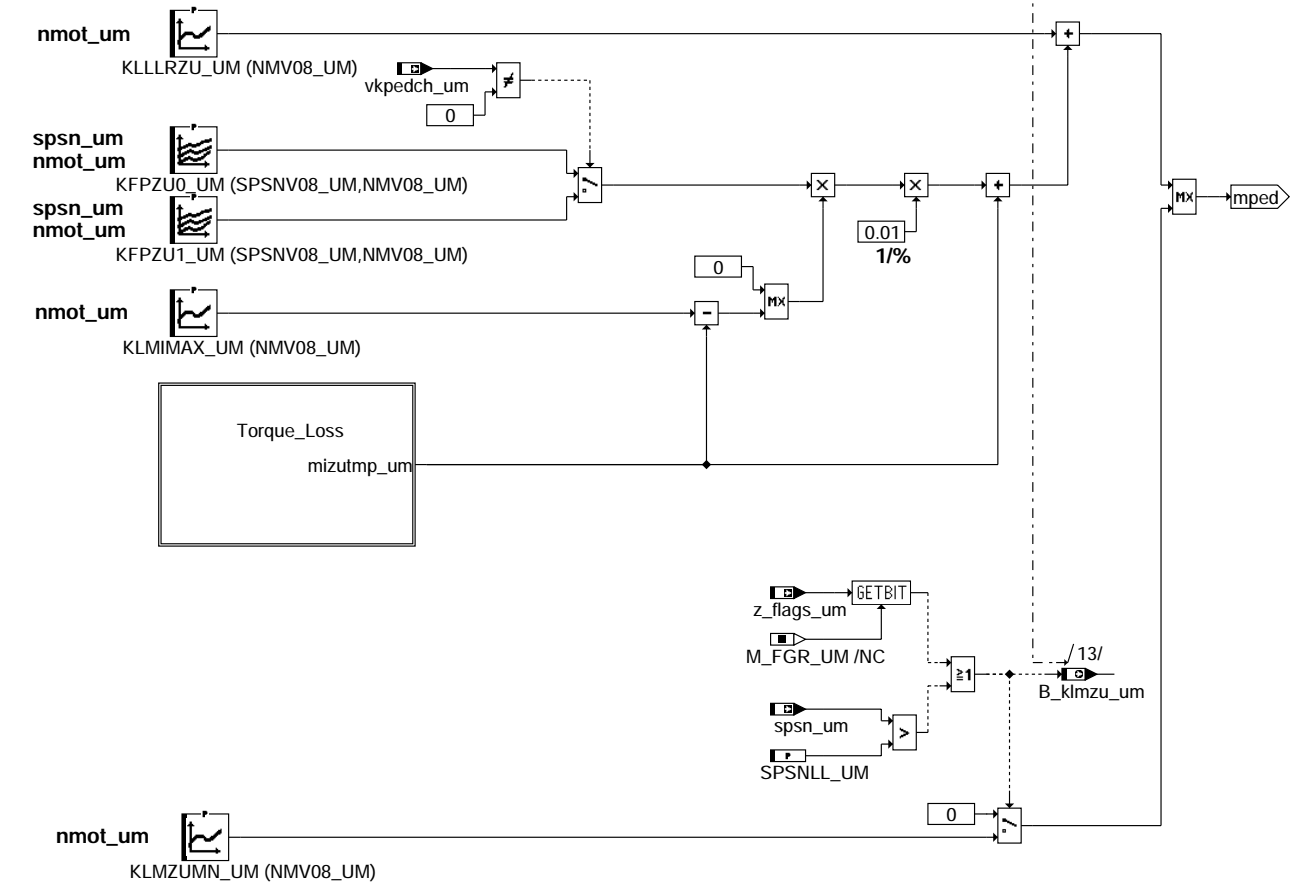 nmot_um
P
+
KLLLRZU_UM (NMV08_UM)
vkpedch_um
≠
0
spsn_um
nmot_um
P
KFPZU0_UM (SPSNV08_UM,NMV08_UM)
spsn_um
nmot_um
P
KFPZU1_UM (SPSNV08_UM,NMV08_UM)
×
×
+
MX
mped
0.01
1/%
0
MX
nmot_um
P
-
KLMIMAX_UM (NMV08_UM)
Torque_Loss
mizutmp_um
z_flags_um
GETBIT
M_FGR_UM /NC
≥1
/ 13/
B_klmzu_um
spsn_um
>
P
SPSNLL_UM
0
nmot_um
P
KLMZUMN_UM (NMV08_UM)